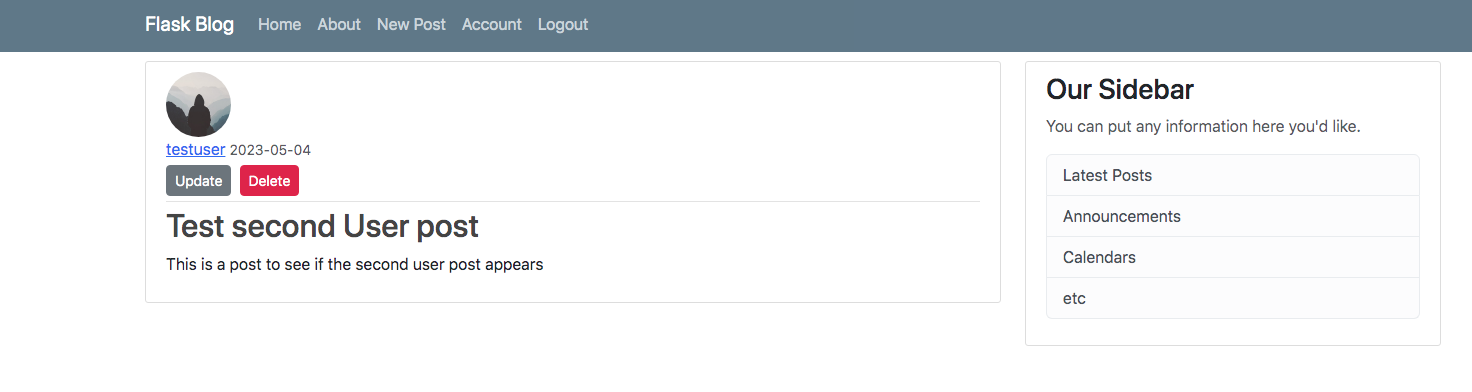 Flask Blog Home About New Post Account Logout
testuser 2023-05-04
Update Delete
Test second User post
This is a post to see if the second user post appears
Our Sidebar
You can put any information here you'd like.
Latest Posts
Announcements
Calendars
etc